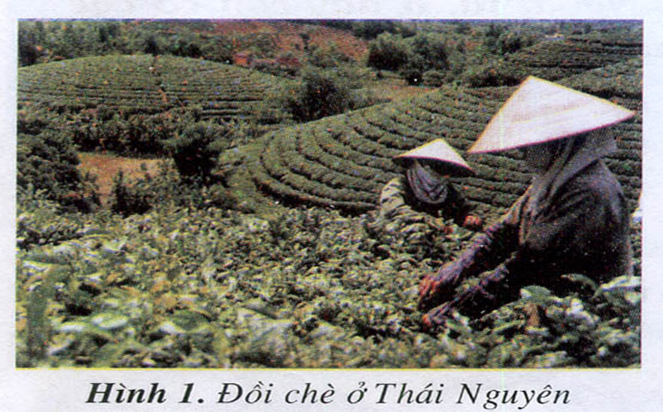 Hình 1. Đồi chè ở Thái Nguyên